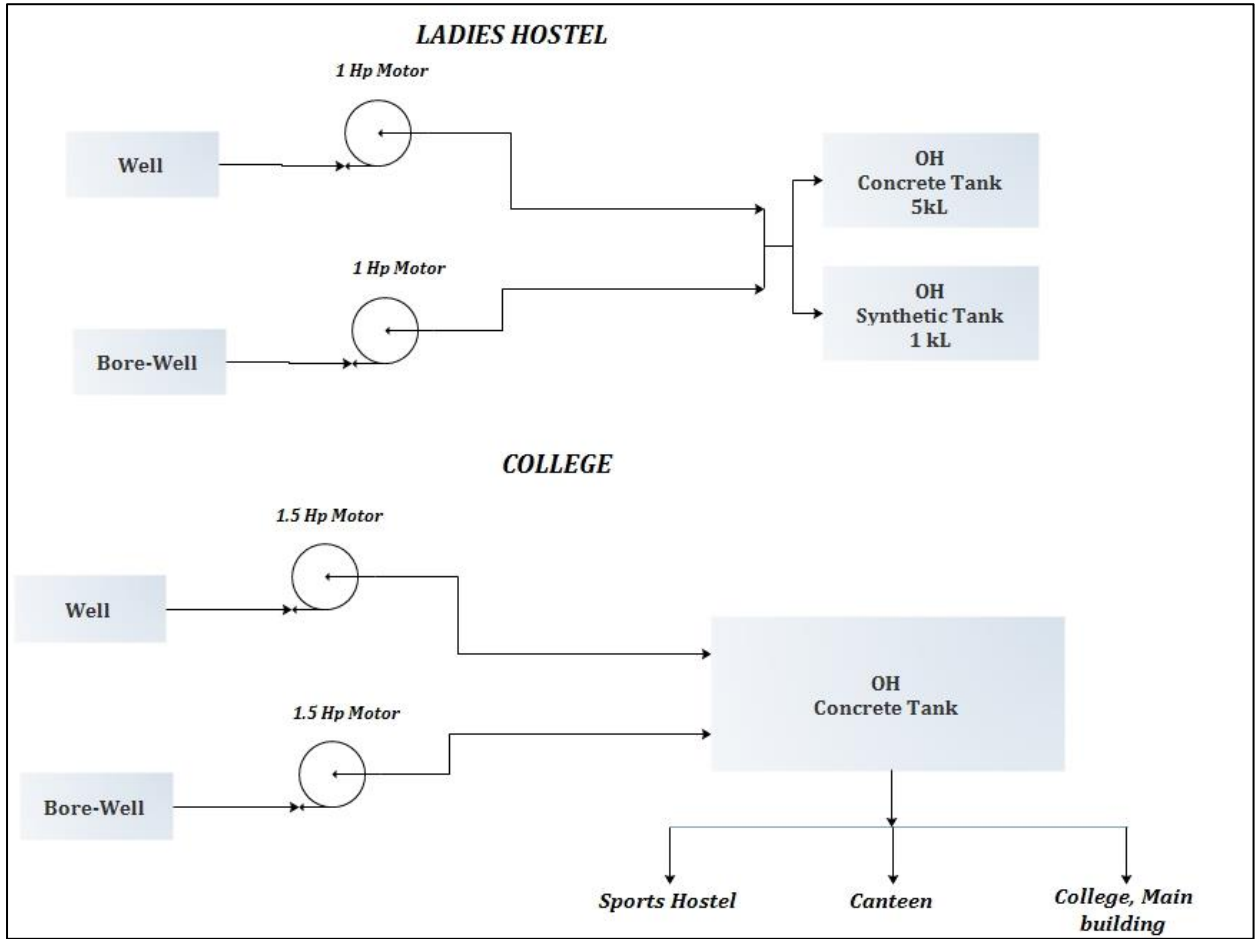 LADIES HOSTEL
1 Hp Motor
Well
OH
Concrete Tank
5kL
1 Hp Motor
Bore-Well
OH
Synthetic Tank
1 kL
COLLEGE
1.5 Hp Motor
Well
OH
Concrete Tank
1.5 Hp Motor
Bore-Well
Sports Hostel
Canteen
College, Main
building